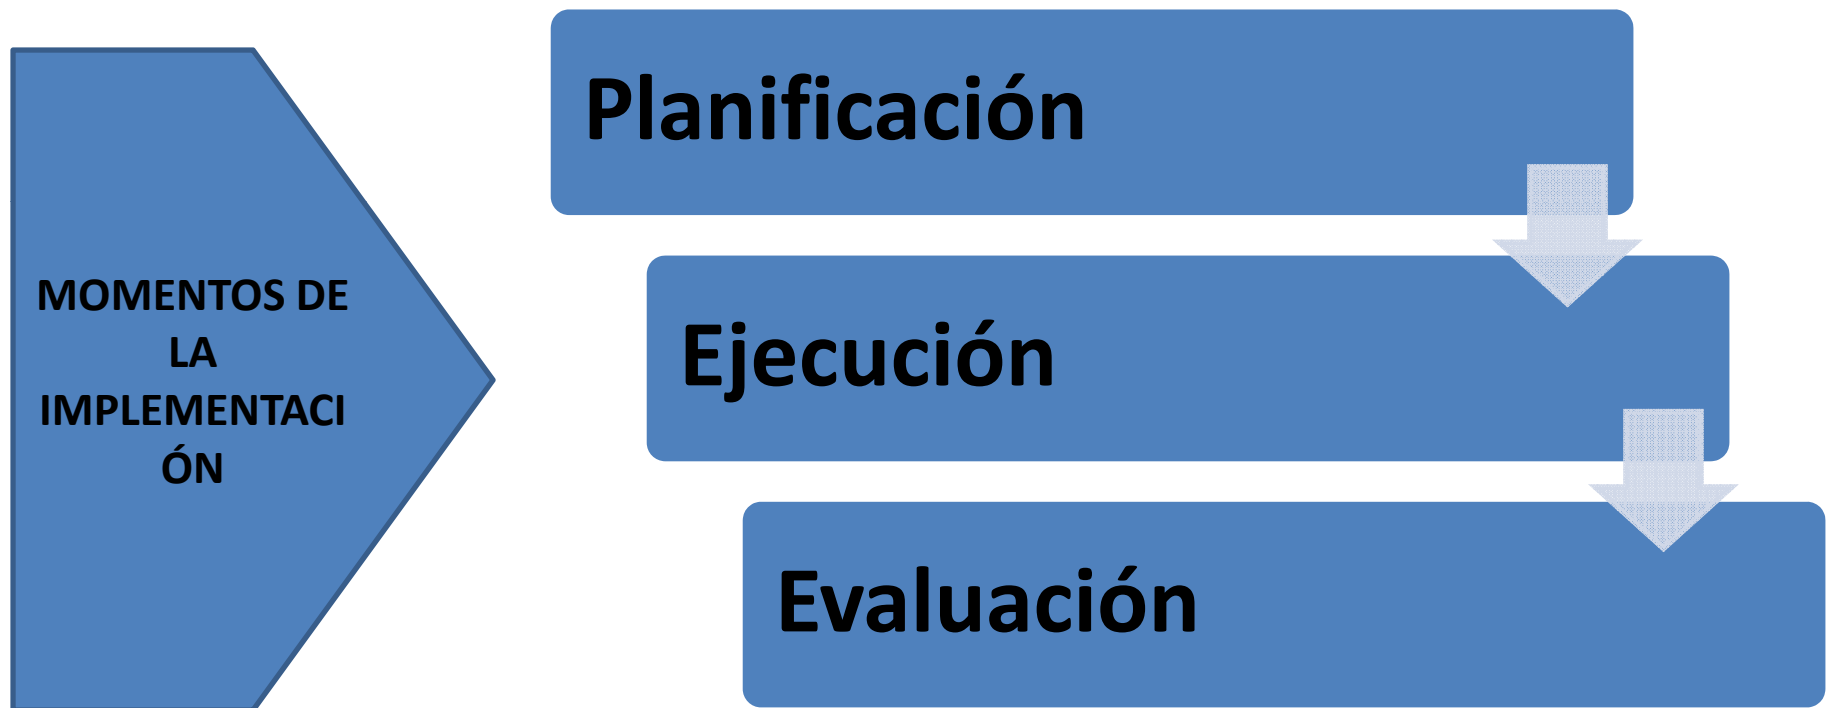 MOMENTOS DE
LA
IMPLEMENTACI
ÓN
Planificación
Ejecución
Evaluación